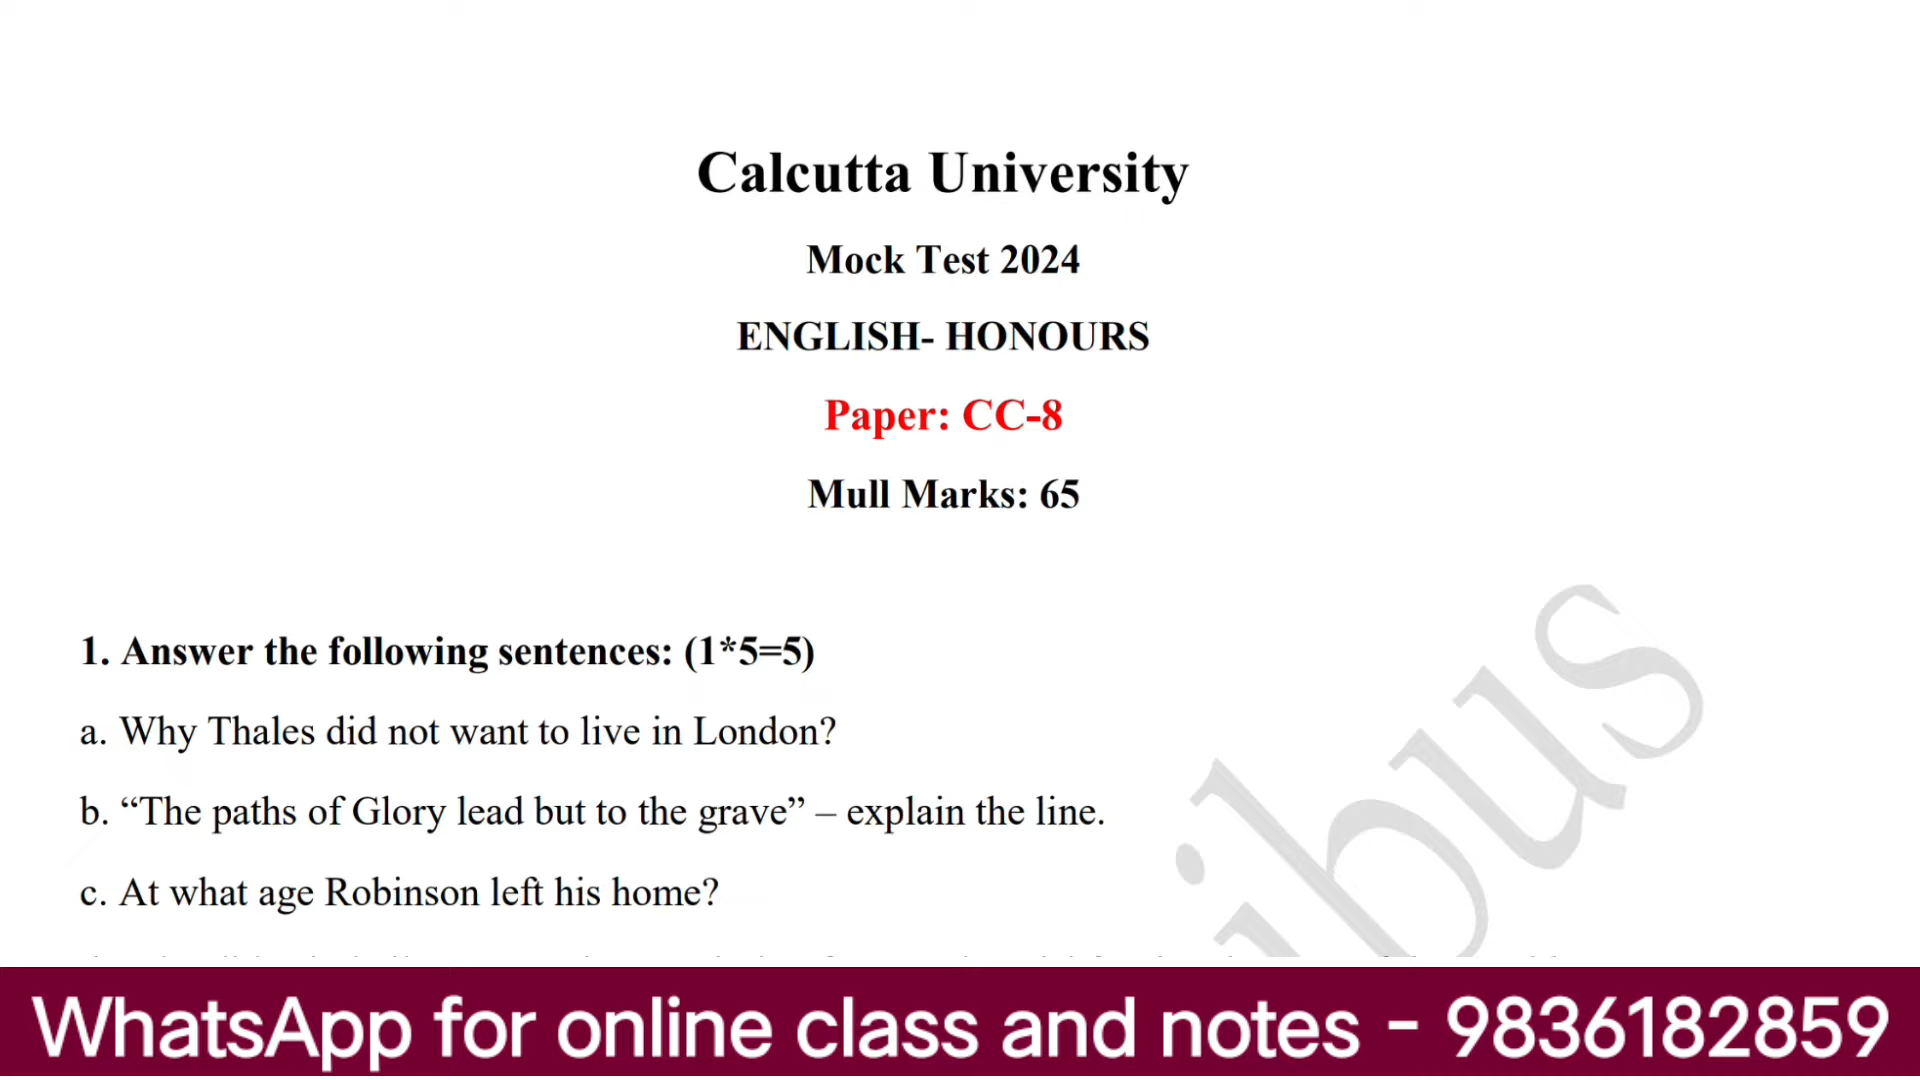 Calcutta University
Mock Test 2024
ENGLISH- HONOURS
Paper: CC-8
Mull Marks: 65
1. Answer the following sentences: (1*5=5)
a. Why Thales did not want to live in London?
b. “The paths of Glory lead but to the grave” – explain the line.
c. At what age Robinson left his home?
ibus
WhatsApp for online class and notes - 9836182859